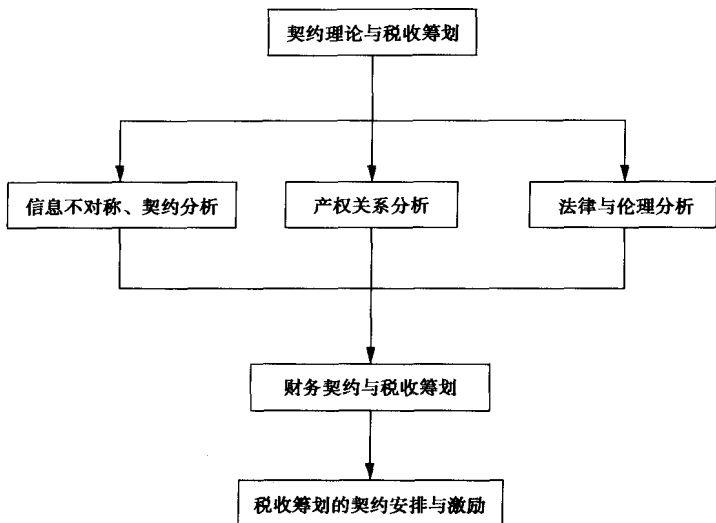 契约理论与税收筹划
信息不对称、契约分析
产权关系分析
法律与伦理分析
财务契约与税收筹划
税收筹划的契约安排与激励